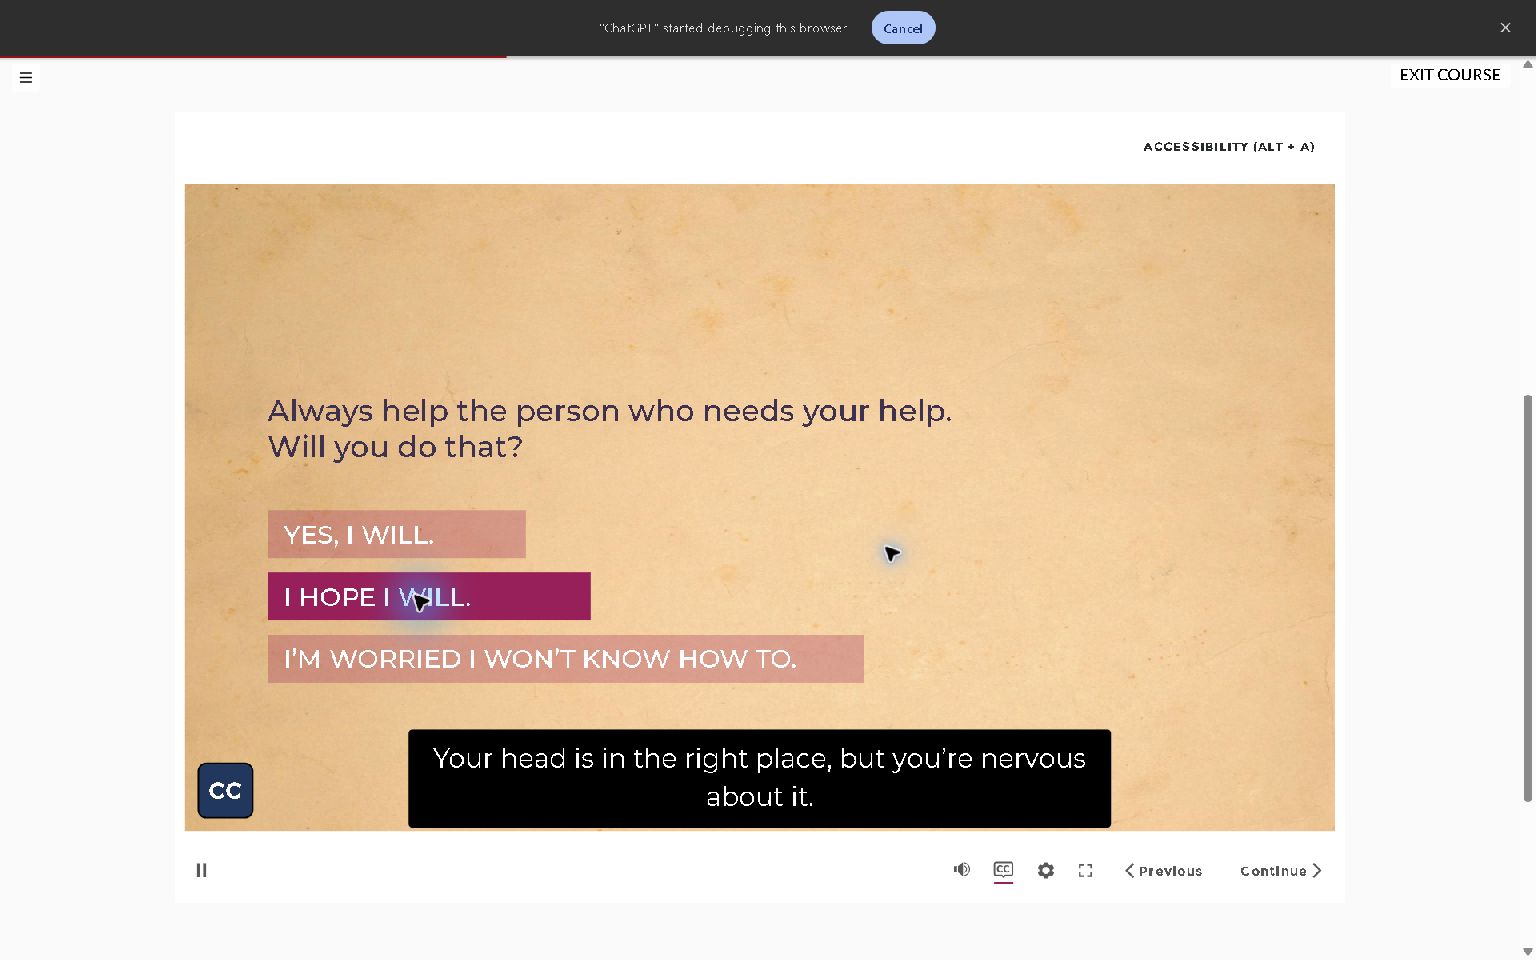 "ChatGPT" started debugging this browser
Cancel
EXIT COURSE
ACCESSIBILITY (ALT + A)
Always help the person who needs your help.
Will you do that?
YES, I WILL.
I HOPE I WILL.
I'M WORRIED I WON'T KNOW HOW TO.
Your head is in the right place, but you're nervous
about it.
CC
CC
Previous
Continue